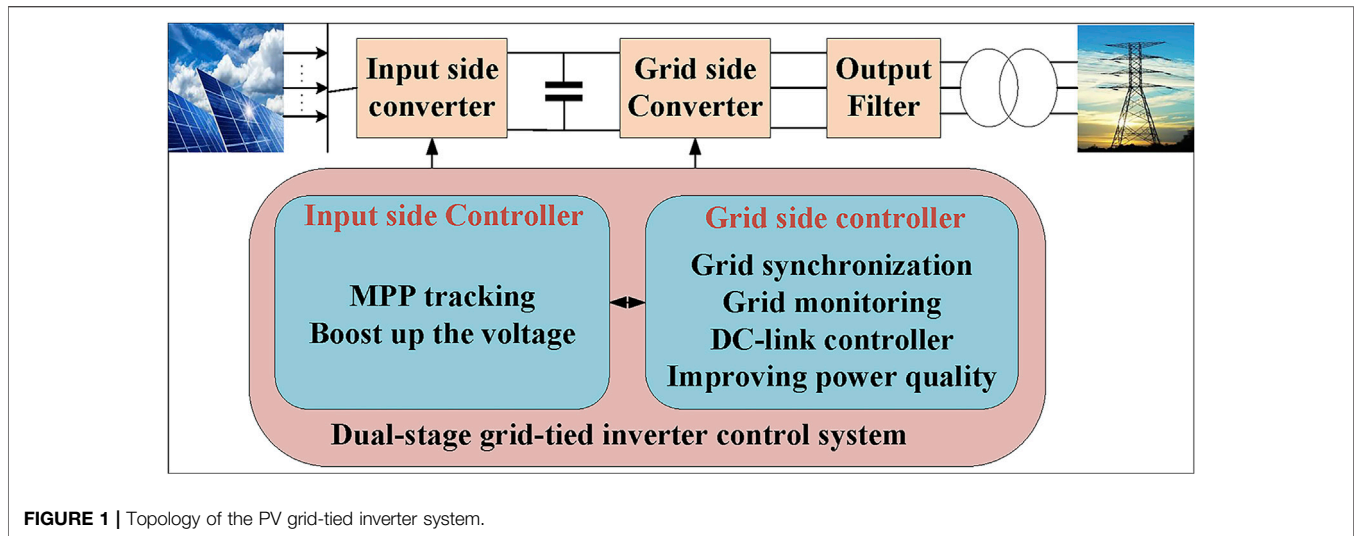 Input side
converter
Grid side
Converter
Output
Filter
Input side Controller
MPP tracking
Boost up the voltage
Grid side controller
Grid synchronization
Grid monitoring
DC-link controller
Improving power quality
Dual-stage grid-tied inverter control system
FIGURE 1 | Topology of the PV grid-tied inverter system.